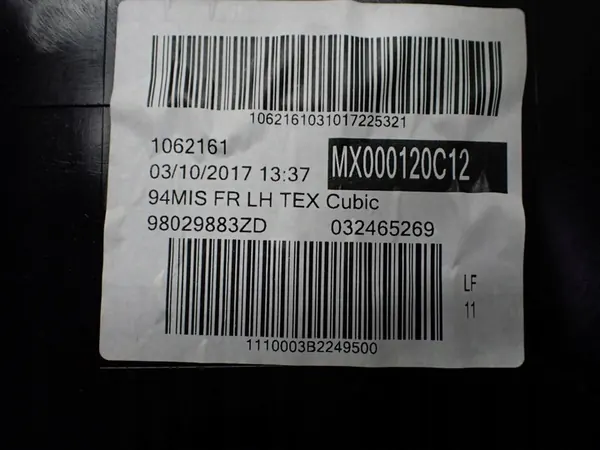 1062161031017225321
1062161
03/10/2017 13:37
MX000120C12
94MIS FR LH TEX Cubic
98029883ZD 032465269
LF
11
1110003B2249500